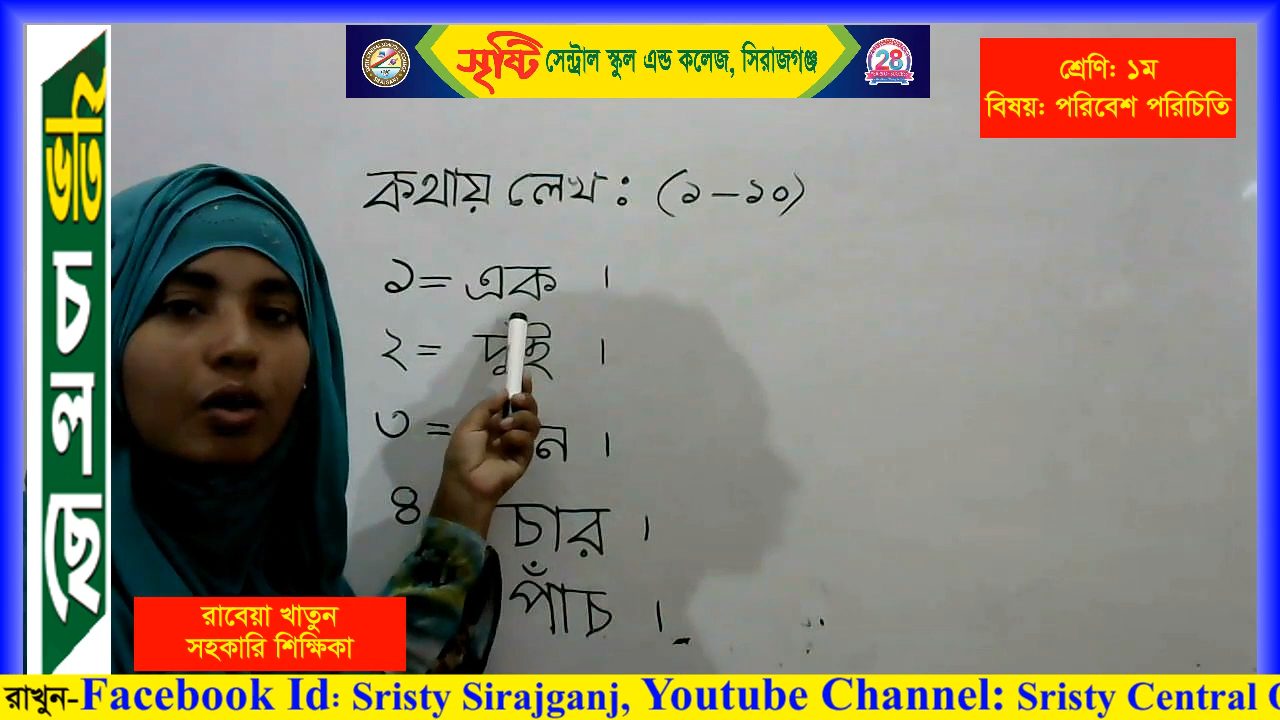 সৃষ্টি সেন্ট্রাল স্কুল এন্ড কলেজ, সিরাজগঞ্জ
28
শ্রেণি: ১ম
বিষয়: পরিবেশ পরিচিতি
ভর্তি চলছে
কথায় লেখ : (১-১০)
১ = এক ।
২ = দুই ।
৩ = ন ।
৪ চার ।
পাঁচ ।
রাবেয়া খাতুন
সহকারি শিক্ষিকা
রাখুন-Facebook Id: Sristy Sirajganj, Youtube Channel: Sristy Central C